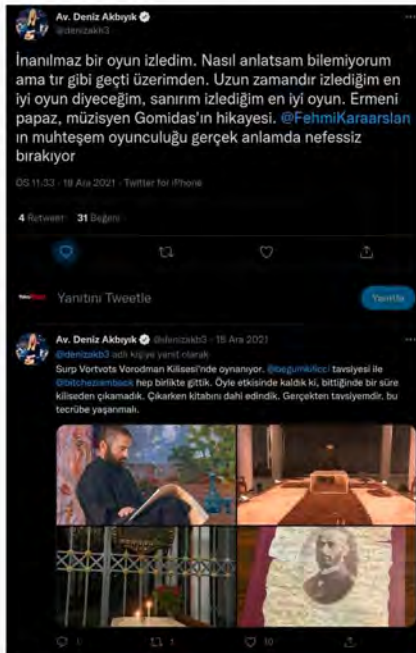 Av. Deniz Akbıyık
@denizakb3
İnanılmaz bir oyun izledim. Nasıl anlatsam bilemiyorum
ama tır gibi geçti üzerimden. Uzun zamandır izlediğim en
iyi oyun diyeceğim, sanırım izlediğim en iyi oyun. Ermeni
papaz, müzisyen Gomidas'ın hikayesi. @FehmiKaraarslan
ın muhteşem oyunculuğu gerçek anlamda nefessiz
bırakıyor
ÖS 11:33 · 18 Ara 2021 · Twitter for iPhone
4 Retweet 31 Beğeni
Yanıtını Tweetle Yanıtla
Av. Deniz Akbıyık @denizakb3 · 18 Ara 2021
@denizakb3 adlı kişiye yanıt olarak
Surp Vortvots Vorodman Kilisesi'nde oynanıyor. tavsiyesi ile
hep birlikte gittik. Öyle etkisinde kaldık ki, bittiğinde bir süre
kiliseden çıkamadık. Çıkarken kitabını dahi edindik. Gerçekten tavsiyemdir, bu
tecrübe yaşanmalı.
1 10